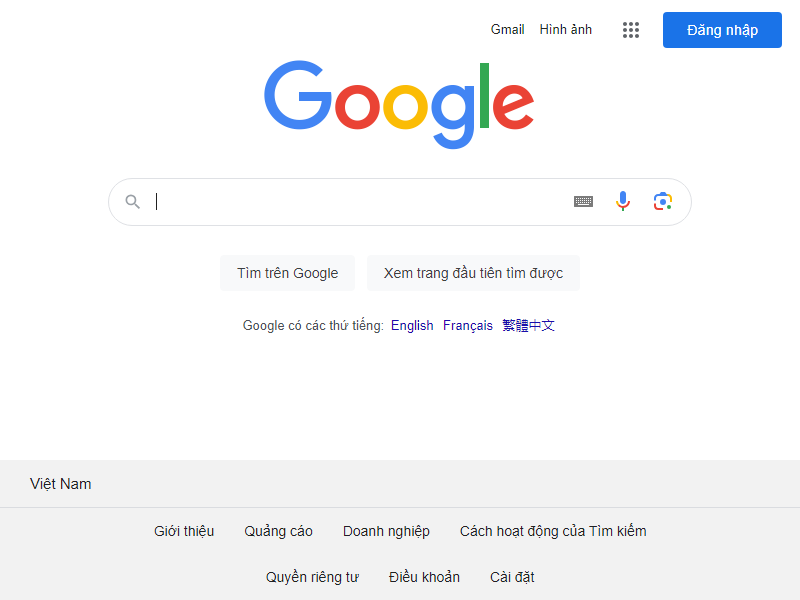 Gmail Hình ảnh Đăng nhập
Google
Tìm trên Google Xem trang đầu tiên tìm được
Google có các thứ tiếng: English Français 繁體中文
Việt Nam
Giới thiệu Quảng cáo Doanh nghiệp Cách hoạt động của Tìm kiếm
Quyền riêng tư Điều khoản Cài đặt